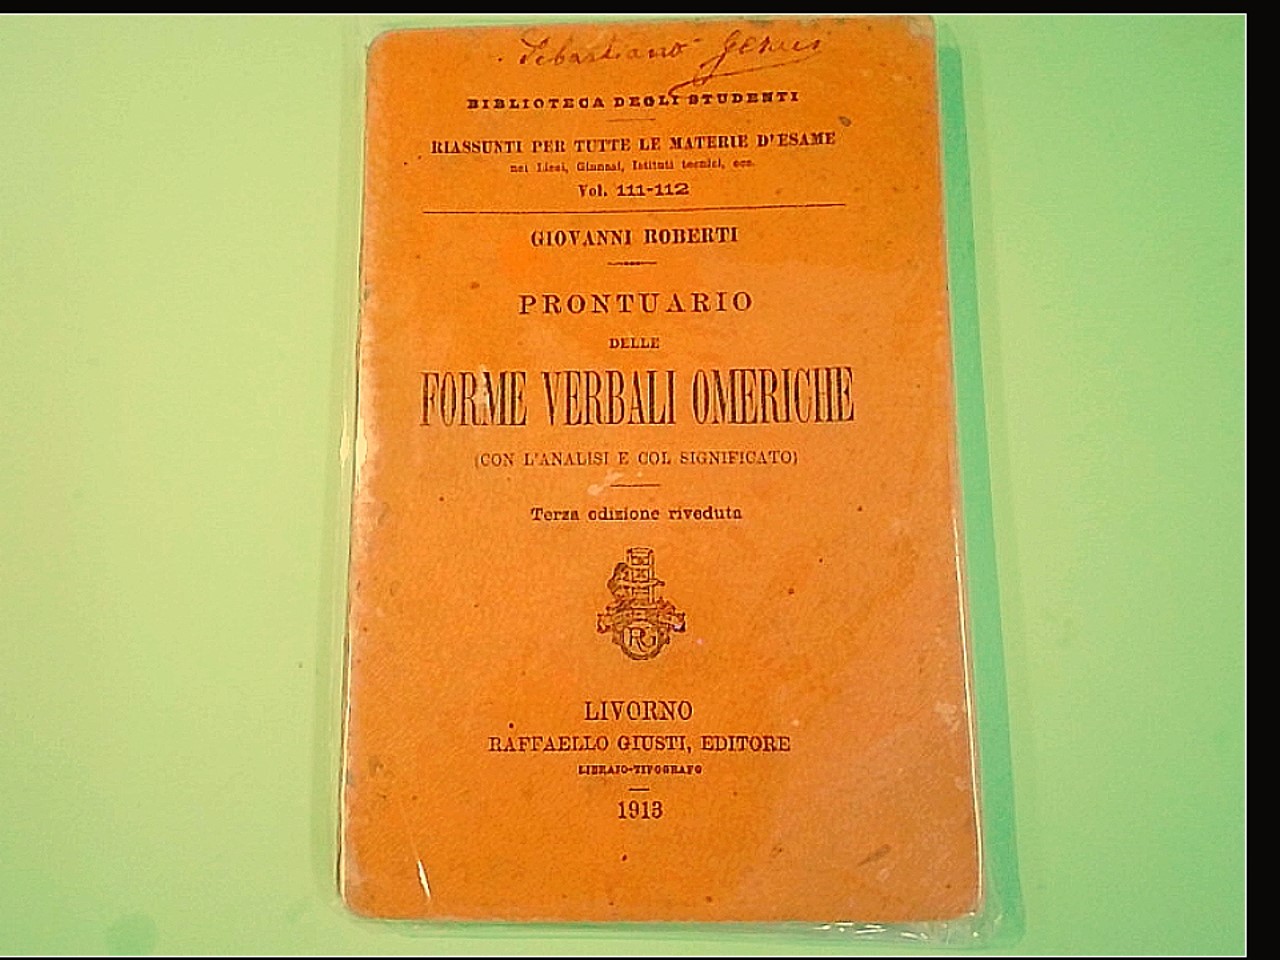 Sebastiano
BIBLIOTECA DEGLI STUDENTI
RIASSUNTI PER TUTTE LE MATERIE D'ESAME
nei Licei, Ginnasi, Istituti tecnici, ecc.
Vol. 111-112
GIOVANNI ROBERTI
PRONTUARIO
DELLE
FORME VERBALI OMERICHE
(CON L'ANALISI E COL SIGNIFICATO)
Terza edizione riveduta
RG
LIVORNO
RAFFAELLO GIUSTI, EDITORE
LIBRAIO-TIPOGRAFO
1913